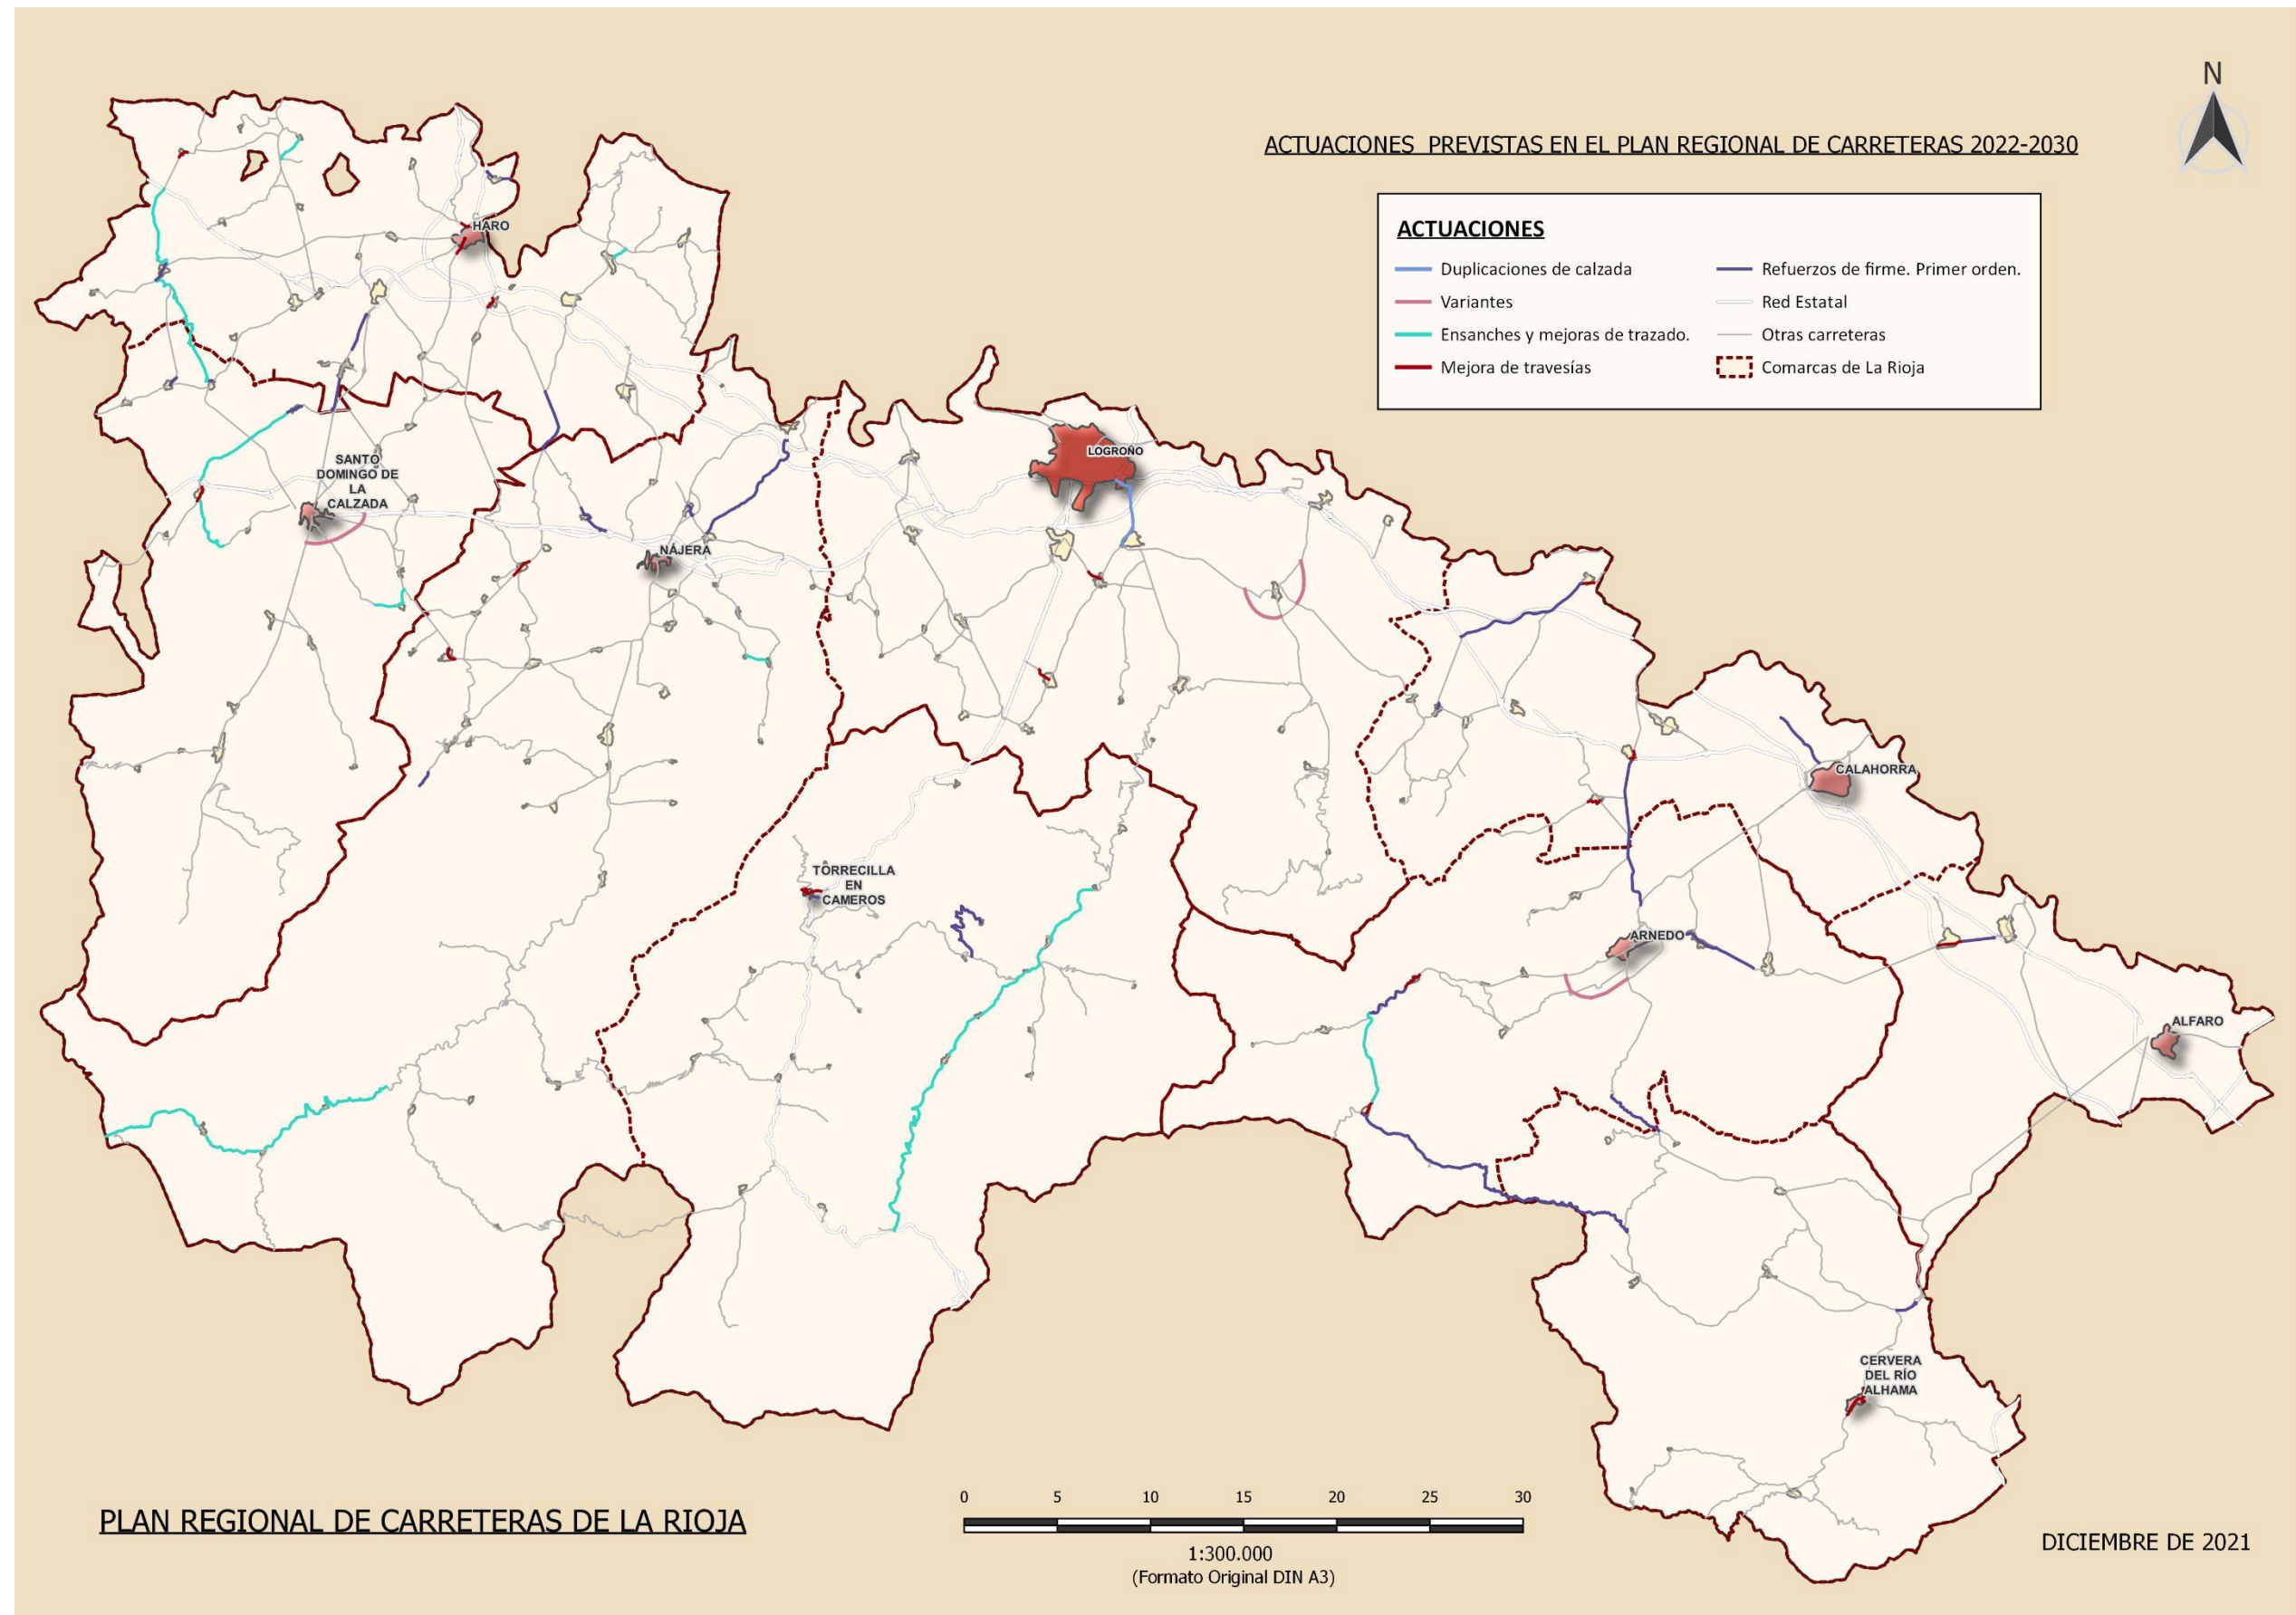 N
ACTUACIONES PREVISTAS EN EL PLAN REGIONAL DE CARRETERAS 2022-2030
ACTUACIONES
Duplicaciones de calzada
Variantes
Ensanches y mejoras de trazado.
Mejora de travesías
Refuerzos de firme. Primer orden.
Red Estatal
Otras carreteras
Comarcas de La Rioja
HARO
SANTO
DOMINGO DE
LA
CALZADA
NÁJERA
LOGROÑO
CALAHORRA
TORRECILLA
EN
CAMEROS
ARNEDO
ALFARO
CERVERA
DEL RÍO
ALHAMA
PLAN REGIONAL DE CARRETERAS DE LA RIOJA
0 5 10 15 20 25 30
1:300.000
(Formato Original DIN A3)
DICIEMBRE DE 2021